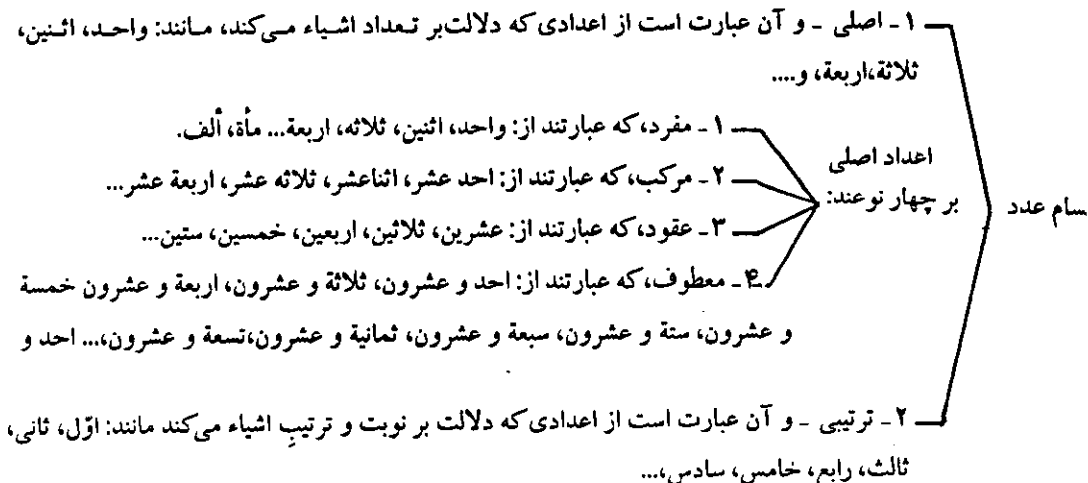 ۱ - اصلی - و آن عبارت است از اعدادی که دلالت بر تعداد اشیاء می‌کند، مانند: واحد، اثنین،
ثلاثة، اربعة، و....
اعداد اصلی
بر چهار نوعند:
۱ - مفرد، که عبارتند از: واحد، اثنین، ثلاثه، اربعة... مأة، ألف.
۲ - مرکب، که عبارتند از: احد عشر، اثناعشر، ثلاثه عشر، اربعة عشر...
۳ - عقود، که عبارتند از: عشرین، ثلاثین، اربعین، خمسین، ستین...
۴ - معطوف، که عبارتند از: احد و عشرون، ثلاثة و عشرون، اربعة و عشرون خمسة
و عشرون، ستة و عشرون، سبعة و عشرون، ثمانیة و عشرون، تسعة و عشرون،... احد و
سام عدد
۲ - ترتیبی - و آن عبارت است از اعدادی که دلالت بر نوبت و ترتیبِ اشیاء می‌کند مانند: اوّل، ثانی،
ثالث، رابع، خامس، سادس،...